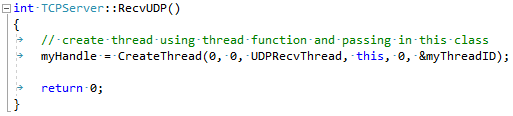 int TCPServer::RecvUDP()
{
// create thread using thread function and passing in this class
myHandle = CreateThread(0, 0, UDPRecvThread, this, 0, &myThreadID);
return 0;
}